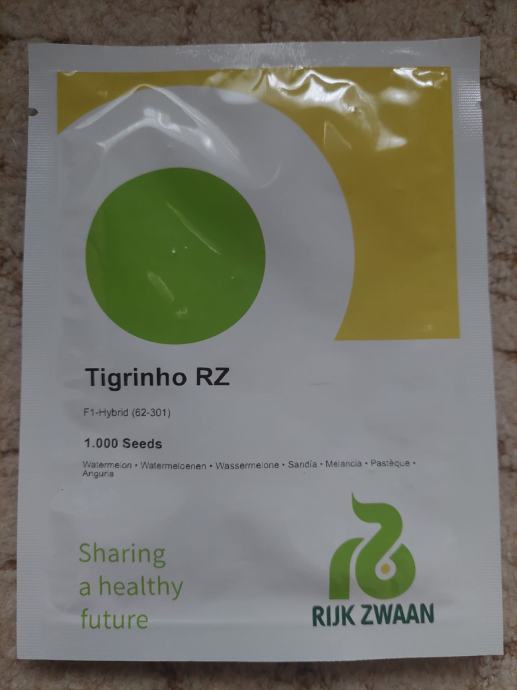 Tigrinho RZ
F1-Hybrid (62-301)
1.000 Seeds
Watermelon • Watermeloenen • Wassermelone • Sandía • Melancia • Pastèque •
Anguria
Sharing
a healthy
future
RIJK ZWAAN